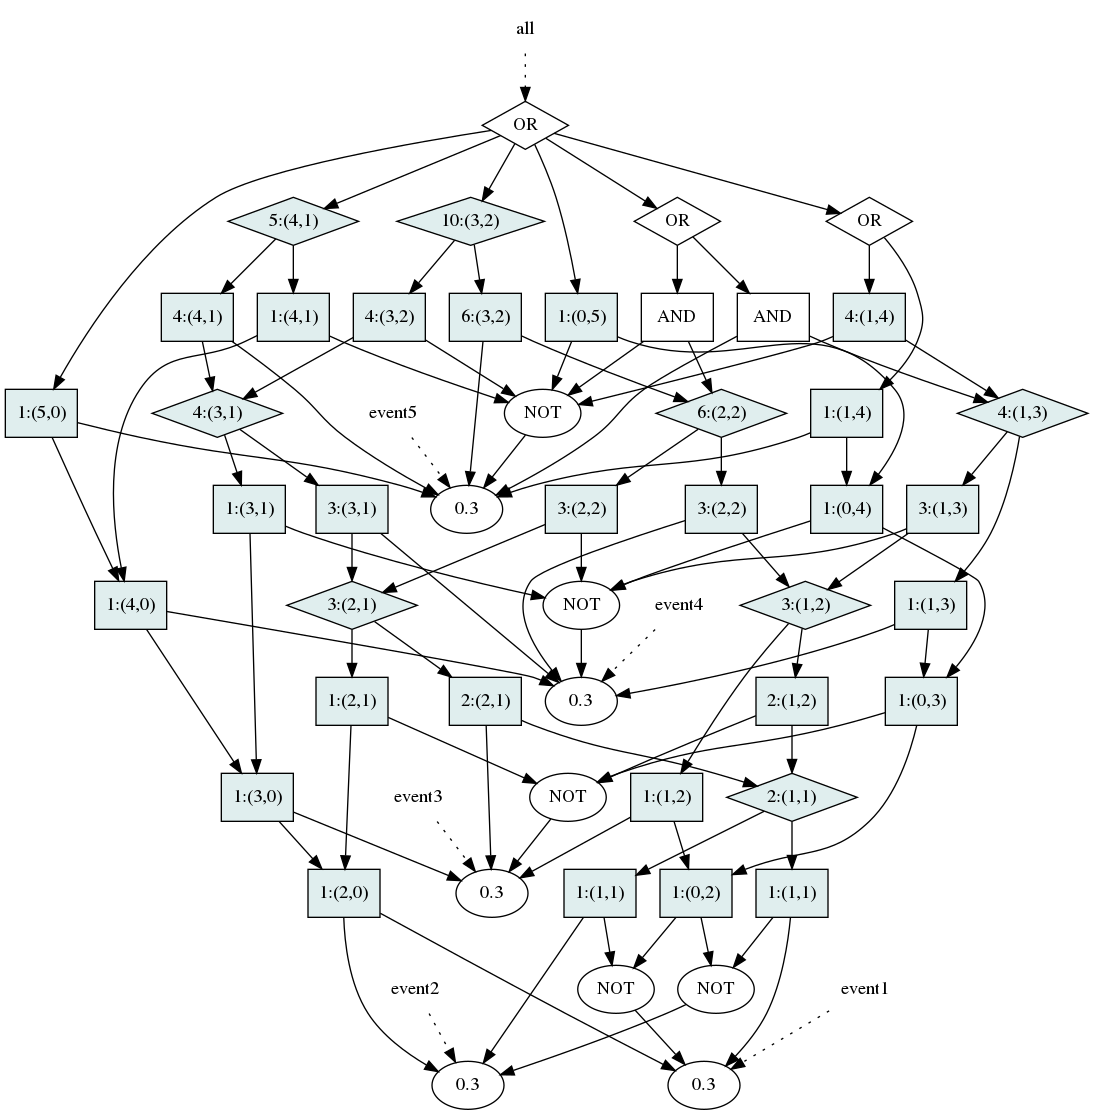 all
OR
5:(4,1)
10:(3,2)
OR
OR
4:(4,1)
1:(4,1)
4:(3,2)
6:(3,2)
1:(0,5)
AND
AND
4:(1,4)
1:(5,0)
4:(3,1)
event5
NOT
6:(2,2)
1:(1,4)
4:(1,3)
1:(3,1)
3:(3,1)
0.3
3:(2,2)
3:(2,2)
1:(0,4)
3:(1,3)
1:(4,0)
3:(2,1)
NOT
event4
3:(1,2)
1:(1,3)
1:(2,1)
2:(2,1)
0.3
2:(1,2)
1:(0,3)
1:(3,0)
event3
NOT
1:(1,2)
2:(1,1)
1:(2,0)
0.3
1:(1,1)
1:(0,2)
1:(1,1)
event2
NOT
NOT
event1
0.3
0.3